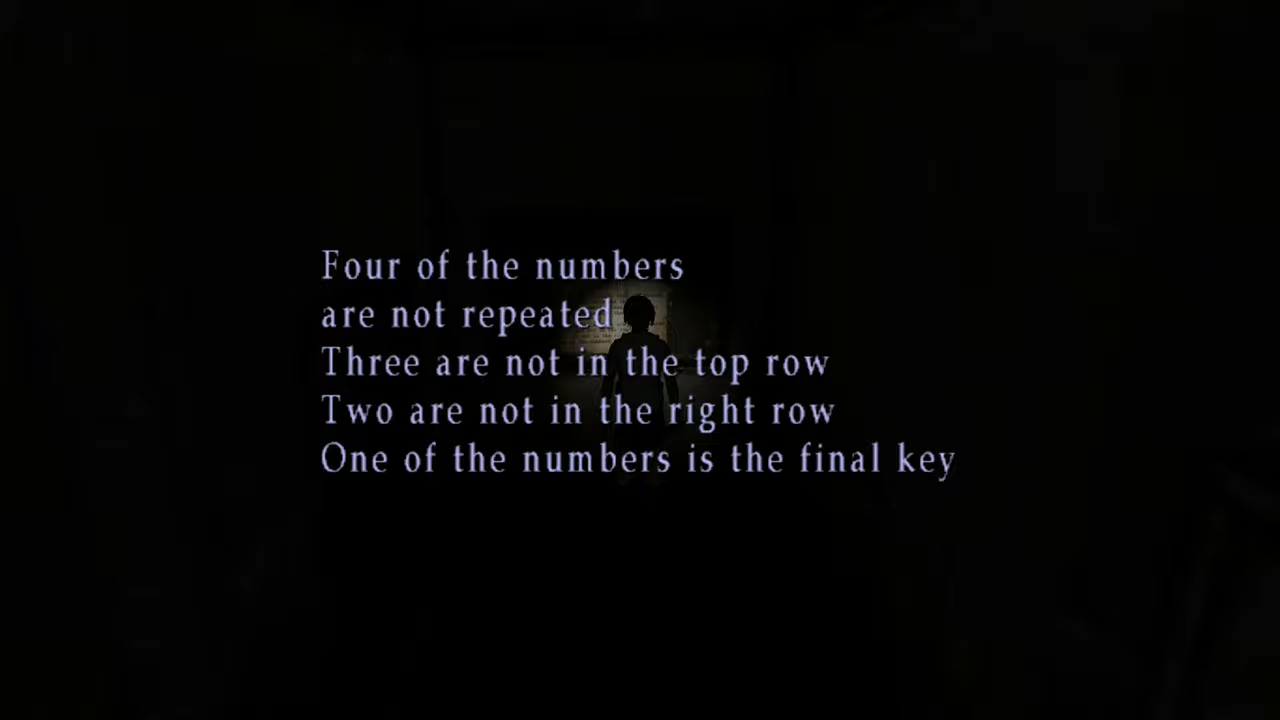 Four of the numbers
are not repeated
Three are not in the top row
Two are not in the right row
One of the numbers is the final key